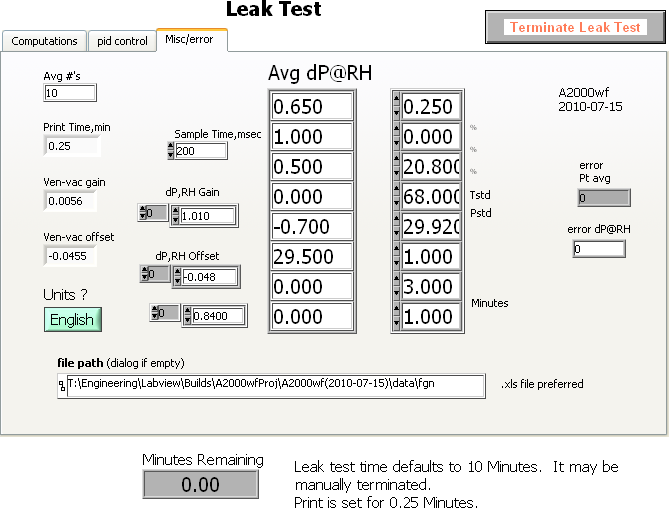 Leak Test
Terminate Leak Test
Computations
pid control
Misc/error
Avg #'s
10
Print Time,min
0.25
Ven-vac gain
0.0056
Ven-vac offset
-0.0455
Units ?
English
Sample Time,msec
200
dP,RH Gain
0
1.010
dP,RH Offset
0
-0.048
0
0.8400
Avg dP@RH
0.650
1.000
0.500
0.000
-0.700
29.500
0.000
0.000
0.250
0.000
20.800
68.000
29.920
1.000
3.000
1.000
%
%
%
Tstd
Pstd
Minutes
A2000wf
2010-07-15
error
Pt avg
0
error dP@RH
0
file path (dialog if empty)
T:\Engineering\Labview\Builds\A2000wfProj\A2000wf(2010-07-15)\data\fgn
.xls file preferred
Minutes Remaining
0.00
Leak test time defaults to 10 Minutes. It may be
manually terminated.
Print is set for 0.25 Minutes.